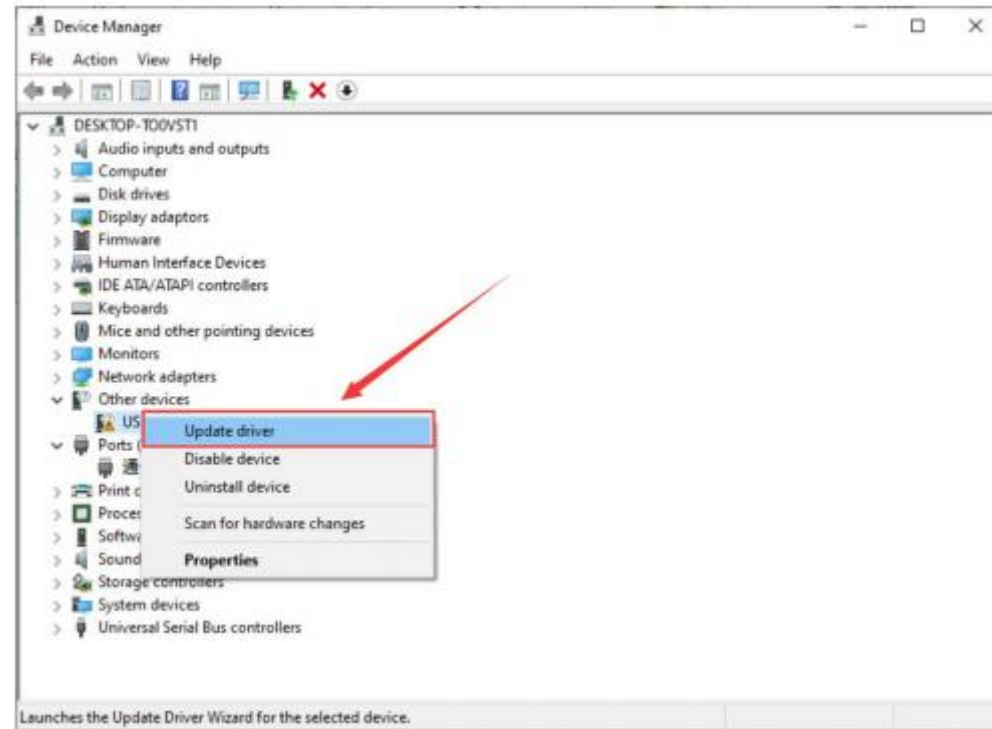 Device Manager
File Action View Help
DESKTOP-TO0VST1
Audio inputs and outputs
Computer
Disk drives
Display adaptors
Firmware
Human Interface Devices
IDE ATA/ATAPI controllers
Keyboards
Mice and other pointing devices
Monitors
Network adapters
Other devices
US
Update driver
Ports (
Disable device
通
Uninstall device
Print
Proces
Scan for hardware changes
Softwa
Sound
Properties
Storage controllers
System devices
Universal Serial Bus controllers
Launches the Update Driver Wizard for the selected device.